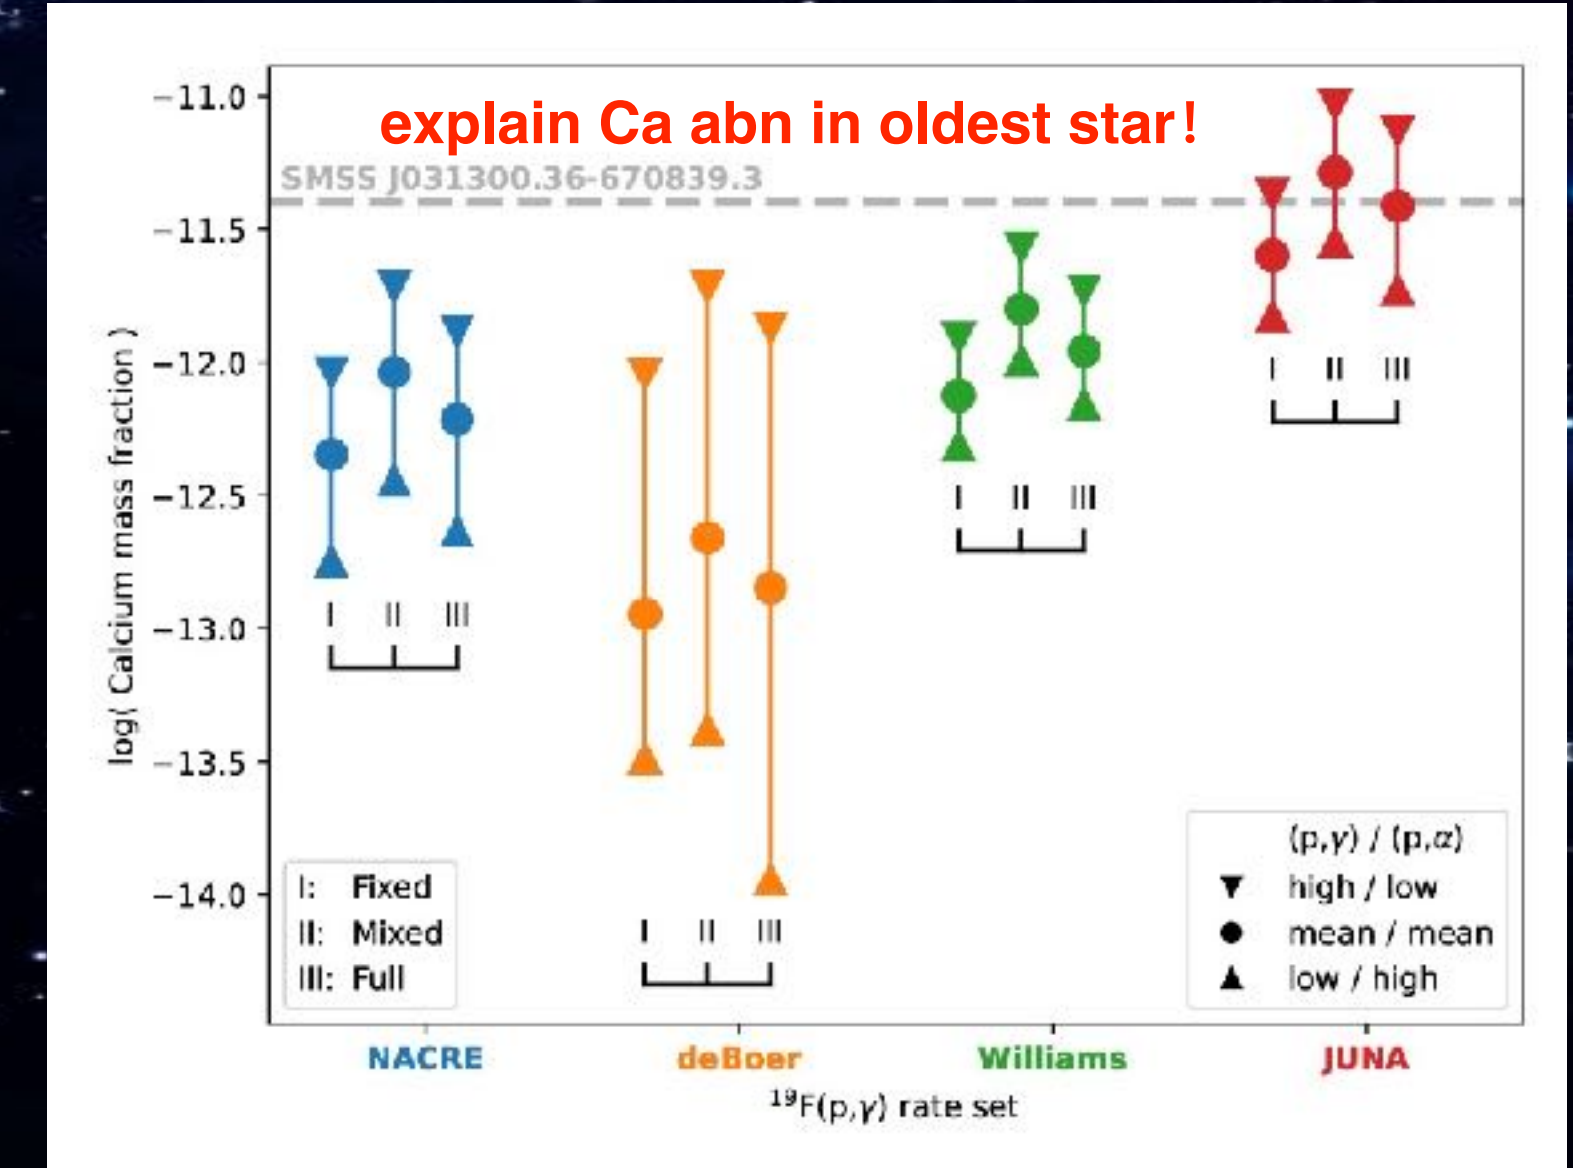 explain Ca abn in oldest star!
SMSS J031300.36-670839.3
log( Calcium mass fraction )
−11.0
−11.5
−12.0
−12.5
−13.0
−13.5
−14.0
I II III
I II III
I II III
I II III
I: Fixed
II: Mixed
III: Full
(p,γ) / (p,α)
high / low
mean / mean
low / high
NACRE deBoer Williams JUNA
¹⁹F(p,γ) rate set